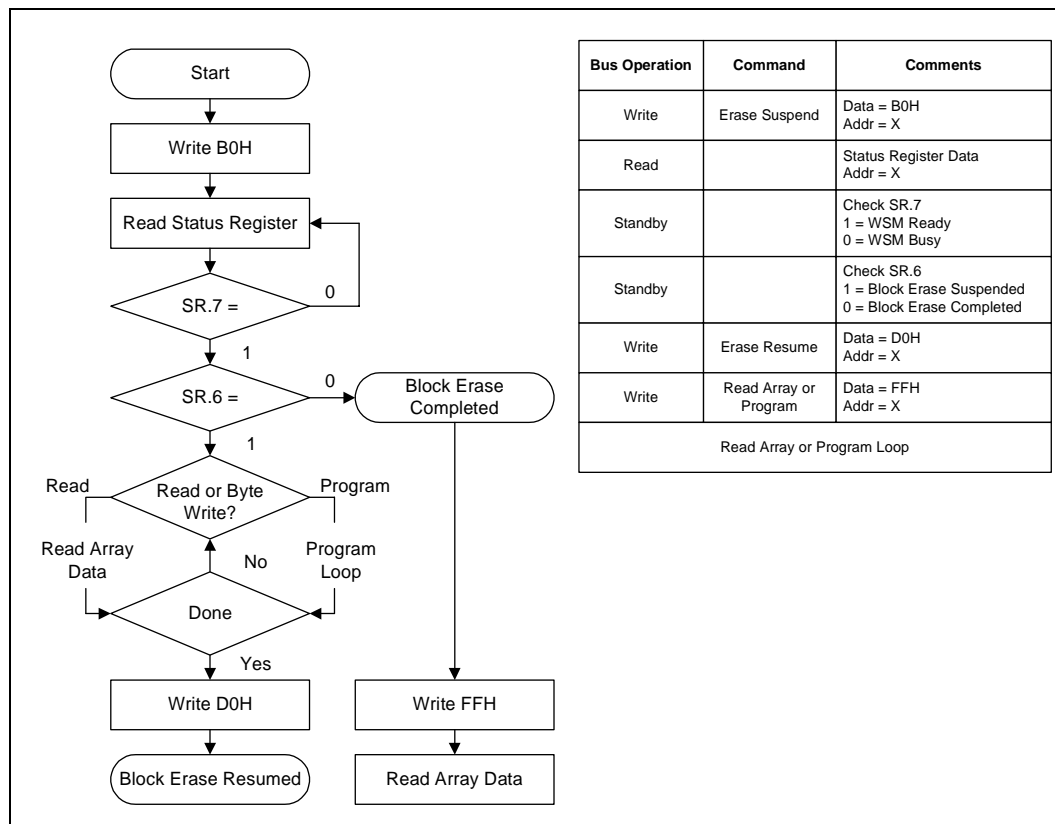 Start
Write B0H
Read Status Register
SR.7 =
0
1
SR.6 =
0
Block Erase
Completed
1
Read or Byte
Write?
Read
Program
Read Array
Data
No
Program
Loop
Done
Yes
Write D0H
Write FFH
Block Erase Resumed
Read Array Data
Bus Operation Command Comments
Write Erase Suspend Data = B0H
Addr = X
Read Status Register Data
Addr = X
Standby Check SR.7
1 = WSM Ready
0 = WSM Busy
Standby Check SR.6
1 = Block Erase Suspended
0 = Block Erase Completed
Write Erase Resume Data = D0H
Addr = X
Write Read Array or
Program Data = FFH
Addr = X
Read Array or Program Loop